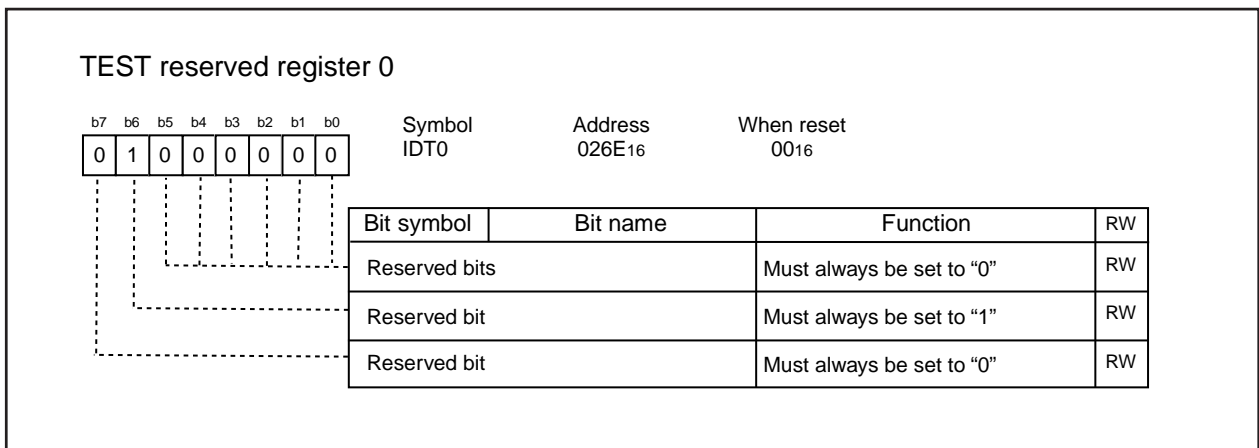 TEST reserved register 0
b7 b6 b5 b4 b3 b2 b1 b0
Symbol Address When reset
0 1 0 0 0 0 0 0
IDT0 026E16 0016
Bit symbol Bit name Function RW
Reserved bits Must always be set to “0” RW
Reserved bit Must always be set to “1” RW
Reserved bit Must always be set to “0” RW